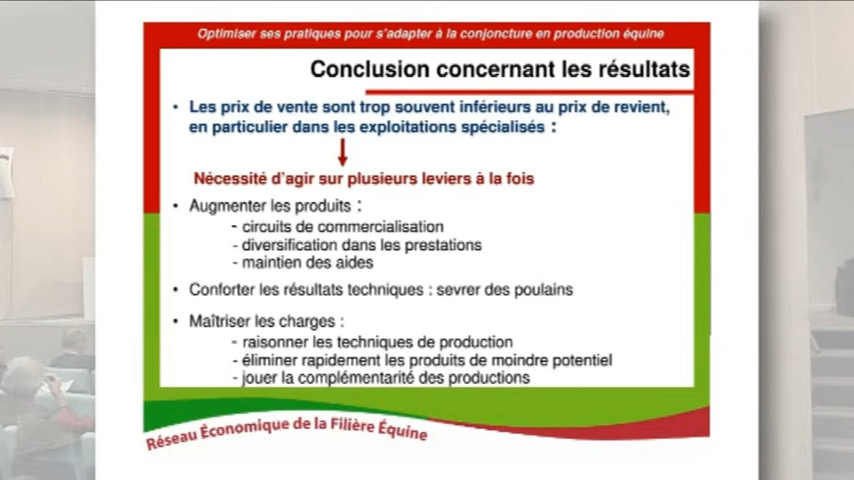 Optimiser ses pratiques pour s'adapter à la conjoncture en production équine
Conclusion concernant les résultats
• Les prix de vente sont trop souvent inférieurs au prix de revient,
en particulier dans les exploitations spécialisés :
Nécessité d'agir sur plusieurs leviers à la fois
• Augmenter les produits :
- circuits de commercialisation
- diversification dans les prestations
- maintien des aides
• Conforter les résultats techniques : sevrer des poulains
• Maîtriser les charges :
- raisonner les techniques de production
- éliminer rapidement les produits de moindre potentiel
- jouer la complémentarité des productions
Réseau Économique de la Filière Équine